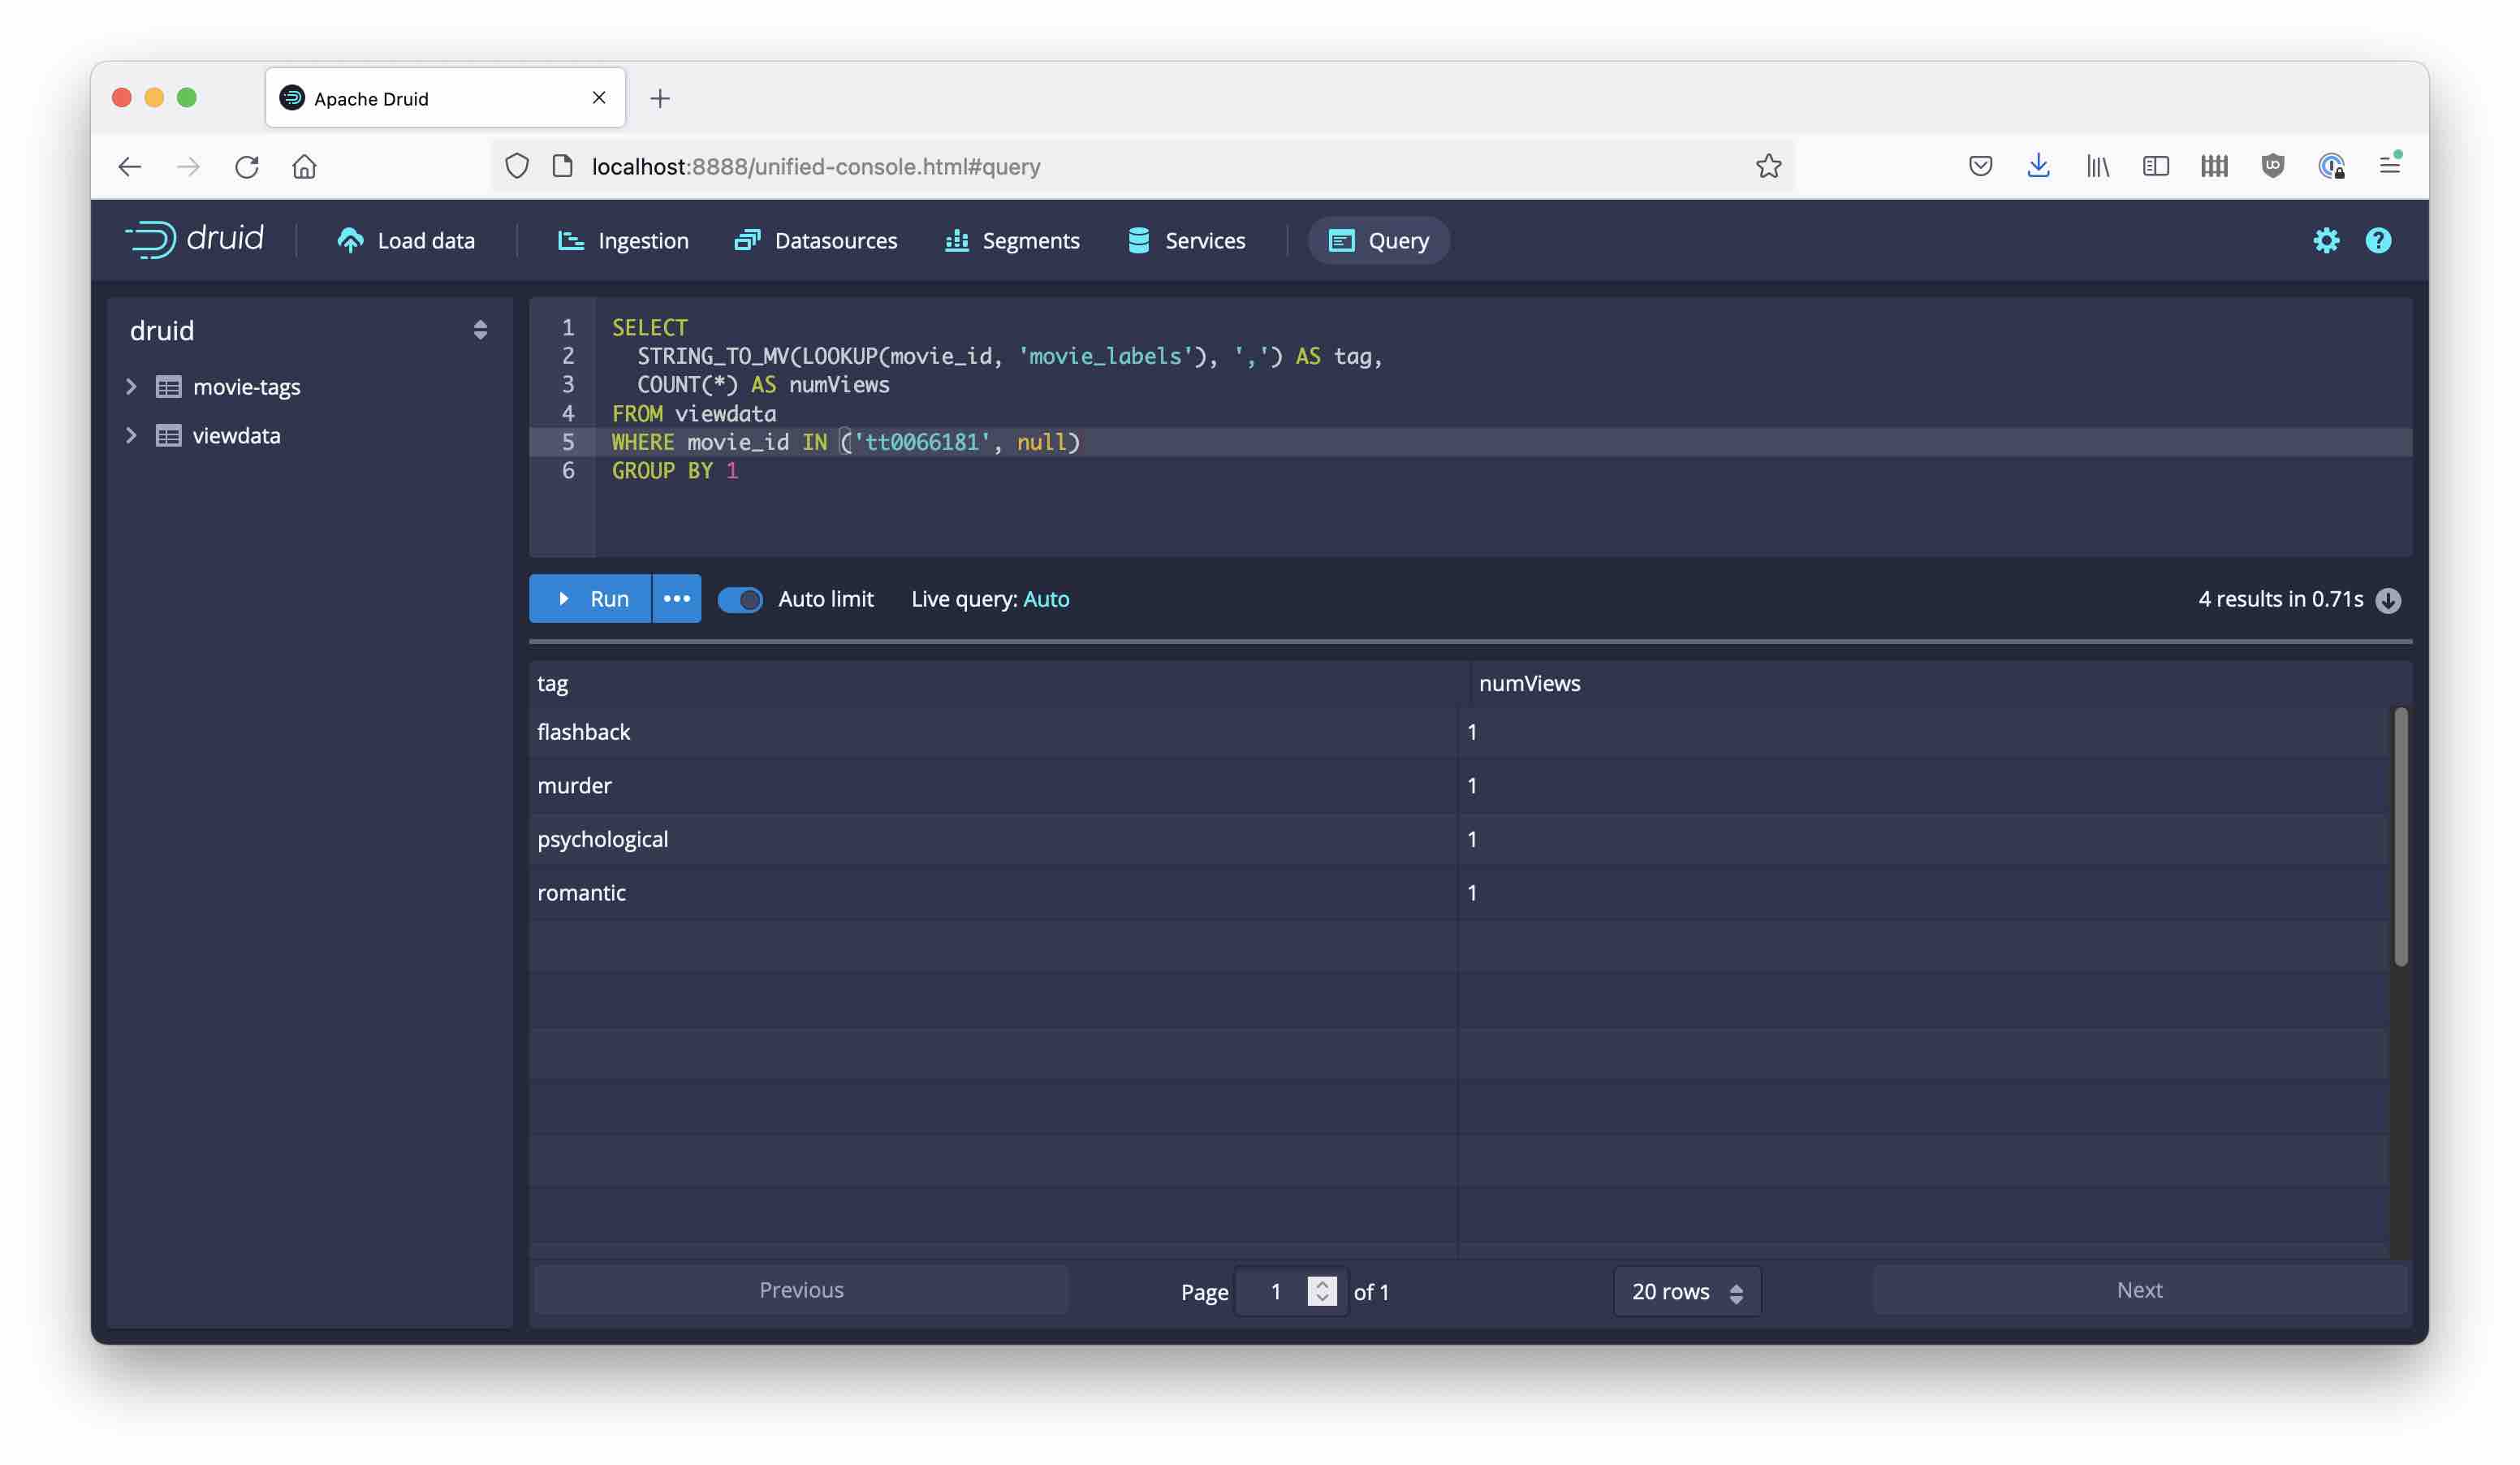 Apache Druid
localhost:8888/unified-console.html#query
druid
Load data
Ingestion
Datasources
Segments
Services
Query
druid
movie-tags
viewdata
1 SELECT
2 STRING_TO_MV(LOOKUP(movie_id, 'movie_labels'), ',') AS tag,
3 COUNT(*) AS numViews
4 FROM viewdata
5 WHERE movie_id IN ('tt0066181', null)
6 GROUP BY 1
Run
Auto limit
Live query: Auto
4 results in 0.71s
tag numViews
flashback 1
murder 1
psychological 1
romantic 1
Previous
Page 1 of 1
20 rows
Next